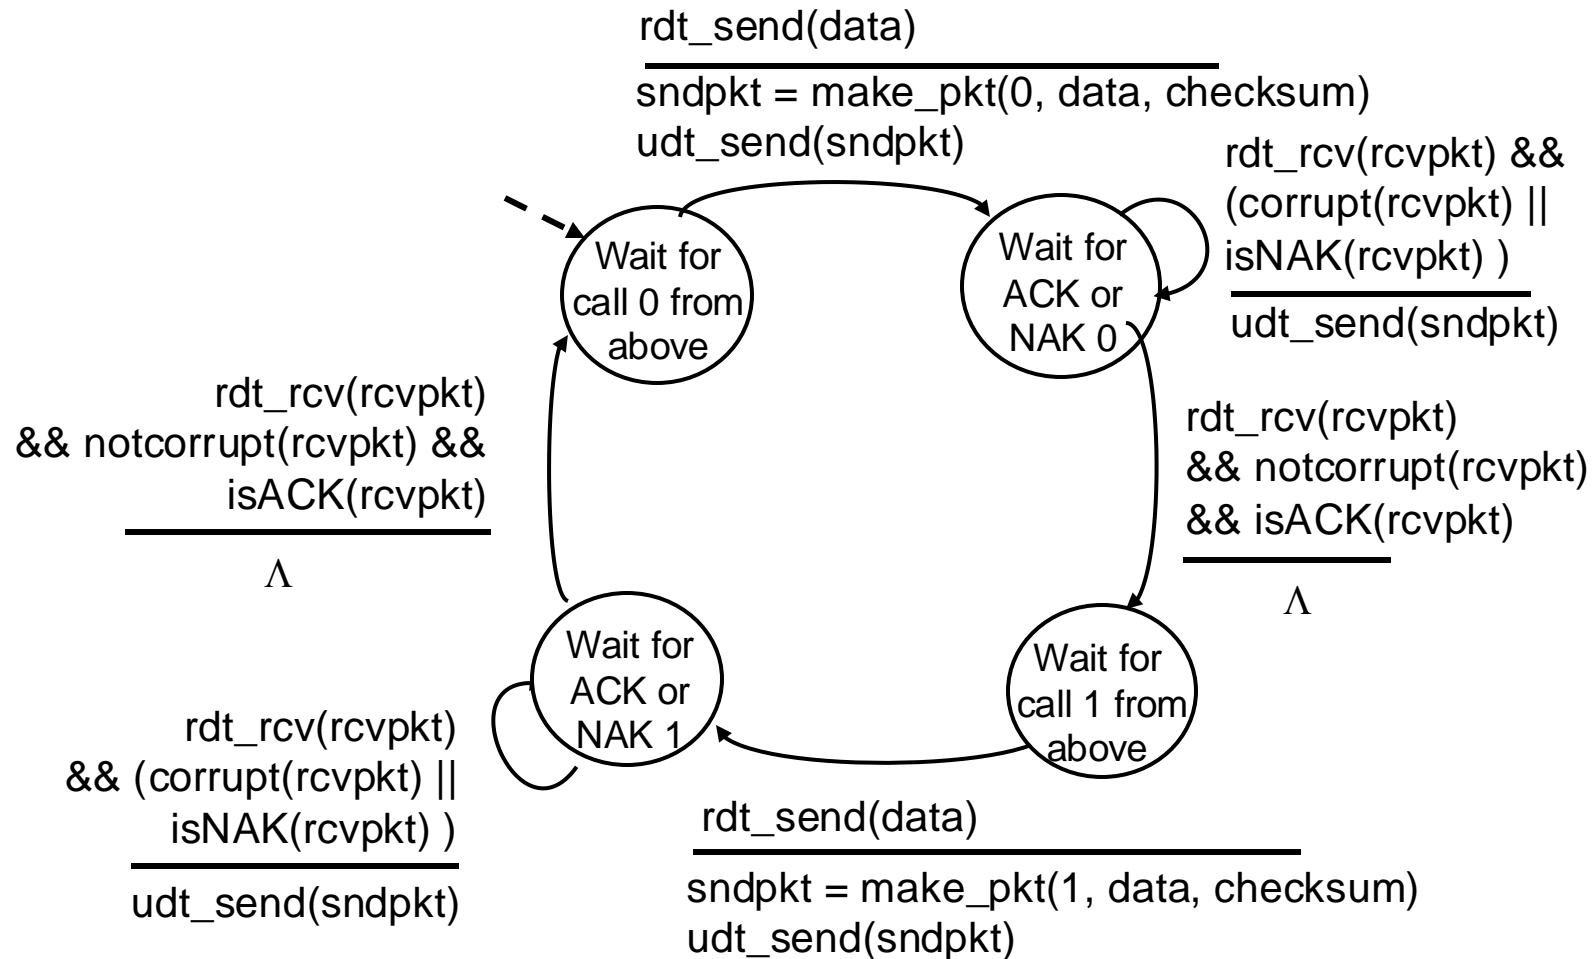 rdt_send(data)
sndpkt = make_pkt(0, data, checksum)
udt_send(sndpkt)
rdt_rcv(rcvpkt) &&
(corrupt(rcvpkt) ||
isNAK(rcvpkt) )
udt_send(sndpkt)
Wait for
call 0 from
above
Wait for
ACK or
NAK 0
rdt_rcv(rcvpkt)
&& notcorrupt(rcvpkt) &&
isACK(rcvpkt)
Λ
rdt_rcv(rcvpkt)
&& notcorrupt(rcvpkt)
&& isACK(rcvpkt)
Λ
Wait for
ACK or
NAK 1
Wait for
call 1 from
above
rdt_rcv(rcvpkt)
&& (corrupt(rcvpkt) ||
isNAK(rcvpkt) )
udt_send(sndpkt)
rdt_send(data)
sndpkt = make_pkt(1, data, checksum)
udt_send(sndpkt)